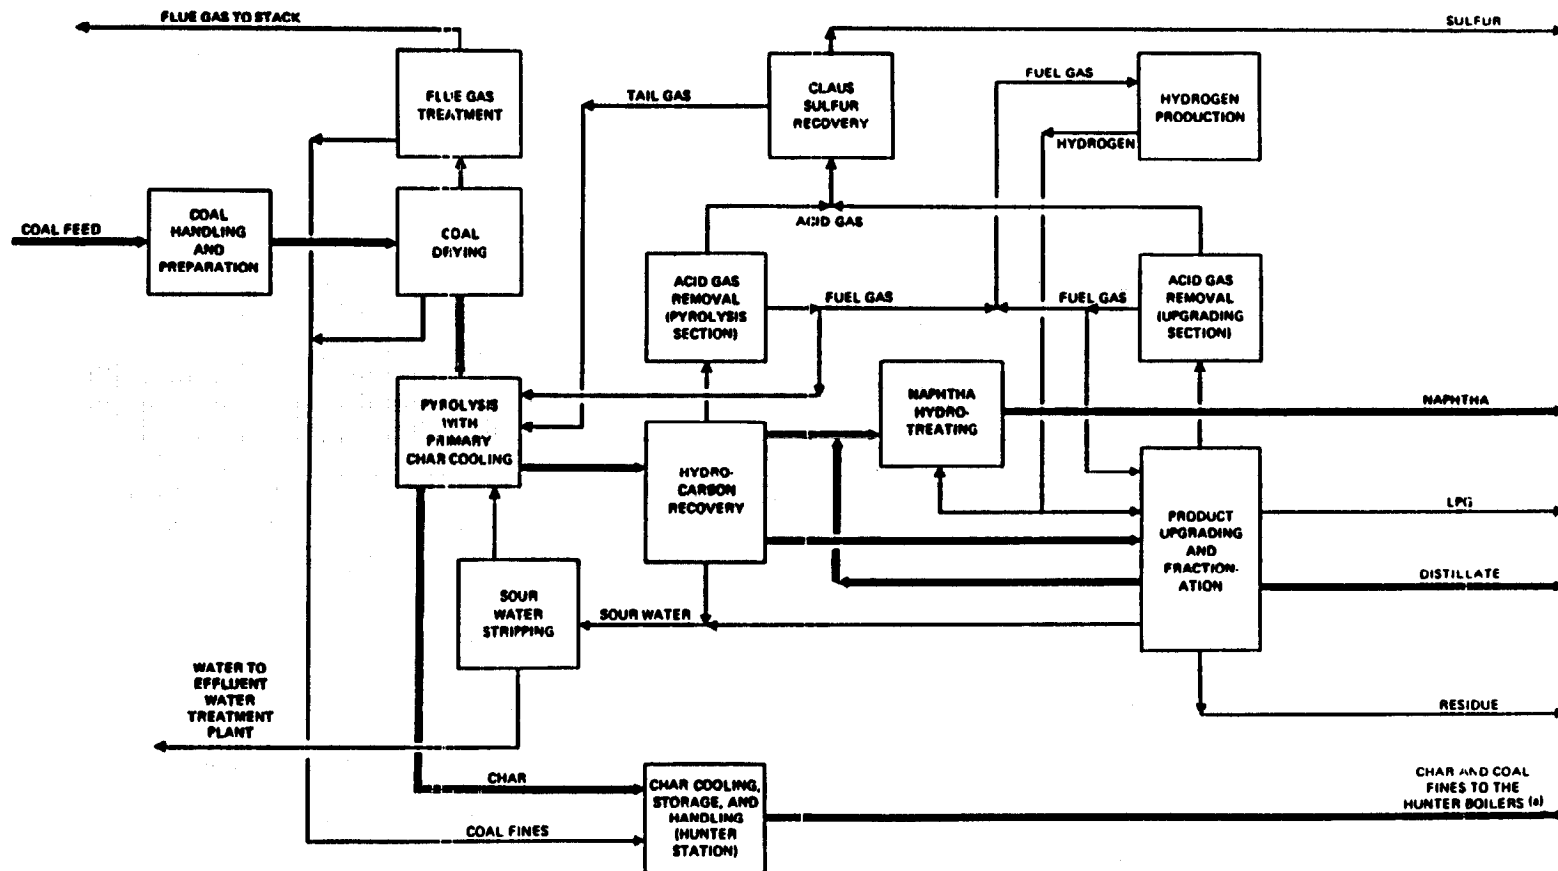 FLUE GAS TO STACK
SULFUR
FLUE GAS
TREATMENT
TAIL GAS
CLAUS
SULFUR
RECOVERY
FUEL GAS
HYDROGEN
PRODUCTION
HYDROGEN
COAL FEED
COAL
HANDLING
AND
PREPARATION
COAL
DRYING
ACID GAS
ACID GAS
REMOVAL
(PYROLYSIS
SECTION)
FUEL GAS
FUEL GAS
ACID GAS
REMOVAL
(UPGRADING
SECTION)
PYROLYSIS
WITH
PRIMARY
CHAR COOLING
NAPHTHA
HYDRO-
TREATING
NAPHTHA
HYDRO-
CARBON
RECOVERY
PRODUCT
UPGRADING
AND
FRACTION-
ATION
LPG
DISTILLATE
SOUR
WATER
STRIPPING
SOUR WATER
WATER TO
EFFLUENT
WATER
TREATMENT
PLANT
RESIDUE
CHAR
CHAR COOLING,
STORAGE, AND
HANDLING
(HUNTER
STATION)
CHAR AND COAL
FINES TO THE
HUNTER BOILERS (a)
COAL FINES